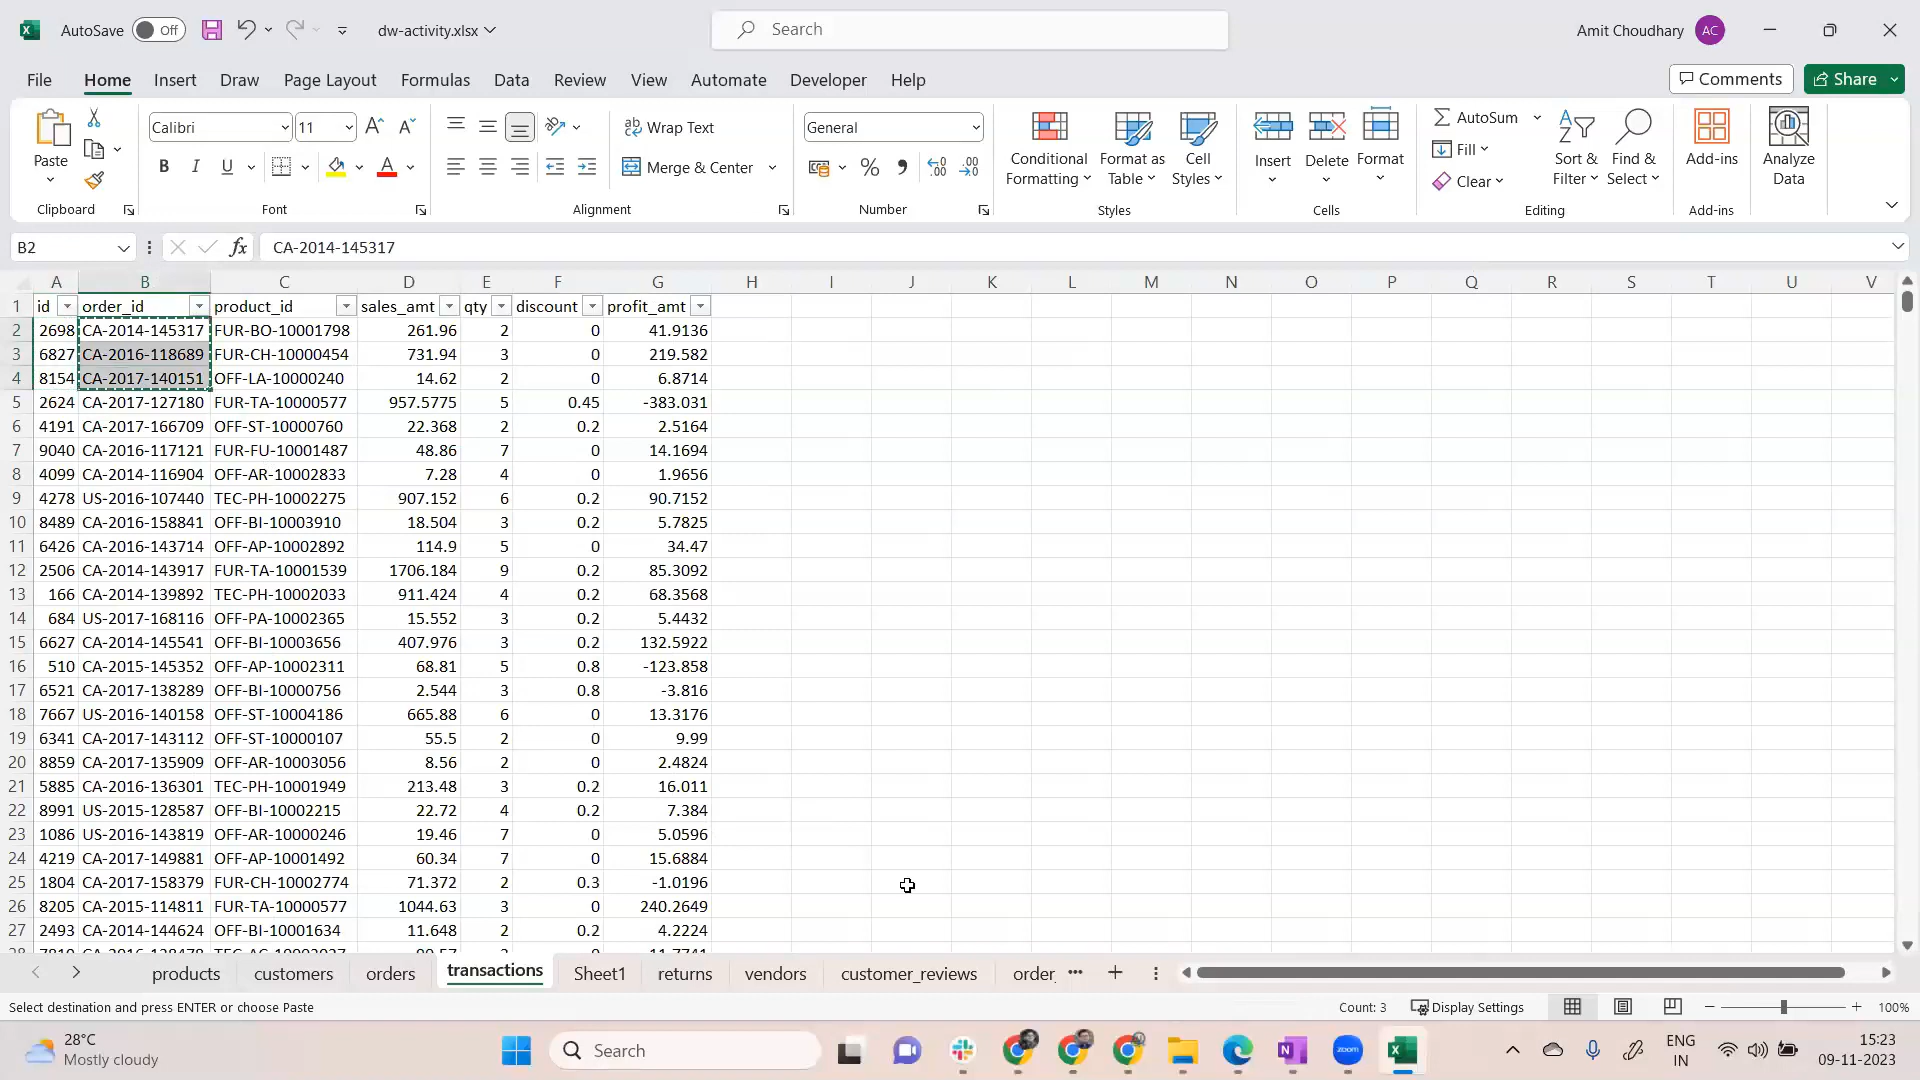 AutoSave Off dw-activity.xlsx Search Amit Choudhary AC
File Home Insert Draw Page Layout Formulas Data Review View Automate Developer Help Comments Share
Paste Calibri 11 Wrap Text General Conditional Formatting Format as Table Cell Styles Insert Delete Format AutoSum Sort & Filter Find & Select Add-ins Analyze Data
B I U A Merge & Center % Fill
Clear
Clipboard Font Alignment Number Styles Cells Editing Add-ins
B2 fx CA-2014-145317
A B C D E F G H I J K L M N O P Q R S T U V
1 id order_id product_id sales_amt qty discount profit_amt
2 2698 CA-2014-145317 FUR-BO-10001798 261.96 2 0 41.9136
3 6827 CA-2016-118689 FUR-CH-10000454 731.94 3 0 219.582
4 8154 CA-2017-140151 OFF-LA-10000240 14.62 2 0 6.8714
5 2624 CA-2017-127180 FUR-TA-10000577 957.5775 5 0.45 -383.031
6 4191 CA-2017-166709 OFF-ST-10000760 22.368 2 0.2 2.5164
7 9040 CA-2016-117121 FUR-FU-10001487 48.86 7 0 14.1694
8 4099 CA-2014-116904 OFF-AR-10002833 7.28 4 0 1.9656
9 4278 US-2016-107440 TEC-PH-10002275 907.152 6 0.2 90.7152
10 8489 CA-2016-158841 OFF-BI-10003910 18.504 3 0.2 5.7825
11 6426 CA-2016-143714 OFF-AP-10002892 114.9 5 0 34.47
12 2506 CA-2014-143917 FUR-TA-10001539 1706.184 9 0.2 85.3092
13 166 CA-2014-139892 TEC-PH-10002033 911.424 4 0.2 68.3568
14 684 US-2017-168116 OFF-PA-10002365 15.552 3 0.2 5.4432
15 6627 CA-2014-145541 OFF-BI-10003656 407.976 3 0.2 132.5922
16 510 CA-2015-145352 OFF-AP-10002311 68.81 5 0.8 -123.858
17 6521 CA-2017-138289 OFF-BI-10000756 2.544 3 0.8 -3.816
18 7667 US-2016-140158 OFF-ST-10004186 665.88 6 0 13.3176
19 6341 CA-2017-143112 OFF-ST-10000107 55.5 2 0 9.99
20 8859 CA-2017-135909 OFF-AR-10003056 8.56 2 0 2.4824
21 5885 CA-2016-136301 TEC-PH-10001949 213.48 3 0.2 16.011
22 8991 US-2015-128587 OFF-BI-10002215 22.72 4 0.2 7.384
23 1086 US-2016-143819 OFF-AR-10000246 19.46 7 0 5.0596
24 4219 CA-2017-149881 OFF-AP-10001492 60.34 7 0 15.6884
25 1804 CA-2017-158379 FUR-CH-10002774 71.372 2 0.3 -1.0196
26 8205 CA-2015-114811 FUR-TA-10000577 1044.63 3 0 240.2649
27 2493 CA-2014-144624 OFF-BI-10001634 11.648 2 0.2 4.2224
products customers orders transactions Sheet1 returns vendors customer_reviews order_
Select destination and press ENTER or choose Paste Count: 3 Display Settings 100%
28°C Mostly cloudy Search zoom ENG IN 15:23 09-11-2023